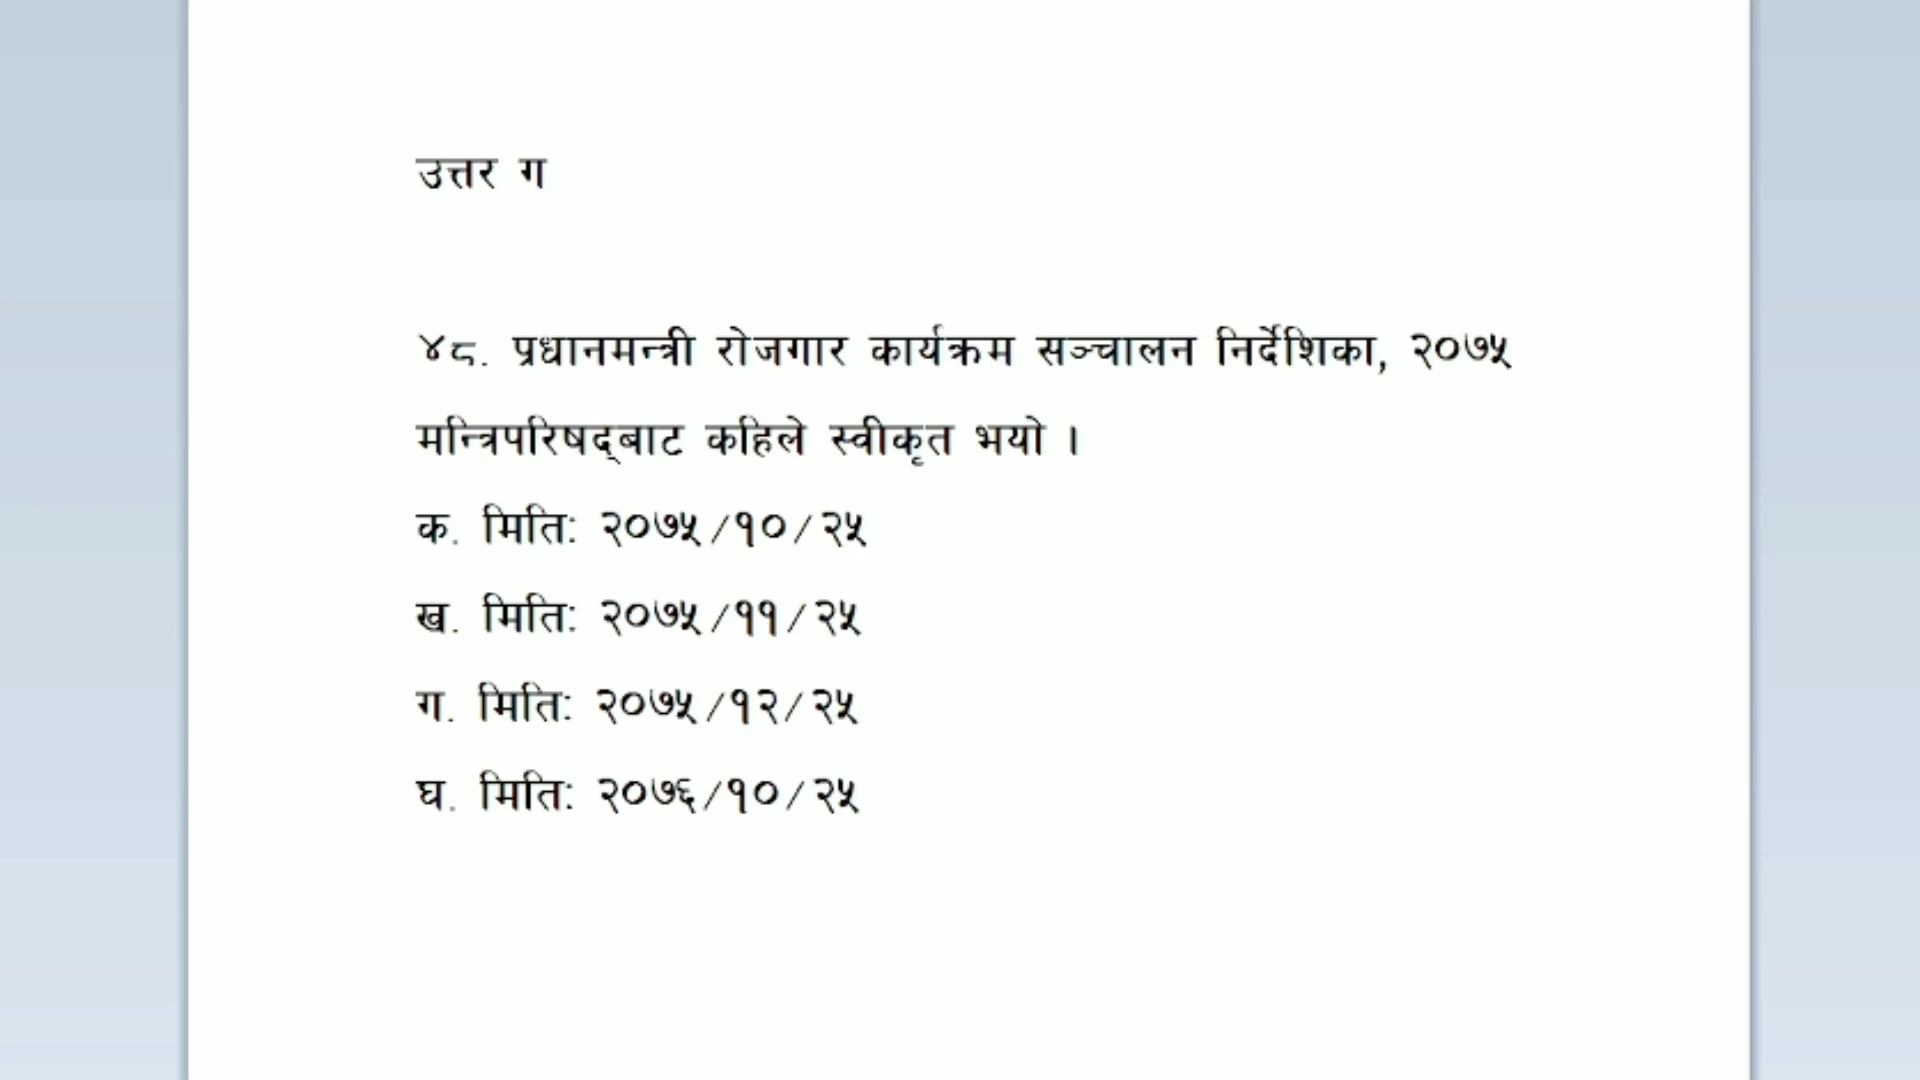 उत्तर ग
४८. प्रधानमन्त्री रोजगार कार्यक्रम सञ्चालन निर्देशिका, २०७५
मन्त्रिपरिषद्‌बाट कहिले स्वीकृत भयो ।
क. मिति: २०७५/१०/२५
ख. मिति: २०७५/११/२५
ग. मिति: २०७५/१२/२५
घ. मिति: २०७६/१०/२५